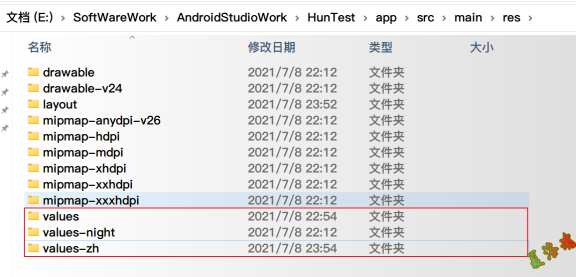 文档 (E:) › SoftWareWork › AndroidStudioWork › HunTest › app › src › main › res ›
名称 修改日期 类型 大小
drawable 2021/7/8 22:12 文件夹
drawable-v24 2021/7/8 22:12 文件夹
layout 2021/7/8 23:52 文件夹
mipmap-anydpi-v26 2021/7/8 22:12 文件夹
mipmap-hdpi 2021/7/8 22:12 文件夹
mipmap-mdpi 2021/7/8 22:12 文件夹
mipmap-xhdpi 2021/7/8 22:12 文件夹
mipmap-xxhdpi 2021/7/8 22:12 文件夹
mipmap-xxxhdpi 2021/7/8 22:12 文件夹
values 2021/7/8 22:54 文件夹
values-night 2021/7/8 22:12 文件夹
values-zh 2021/7/8 23:54 文件夹